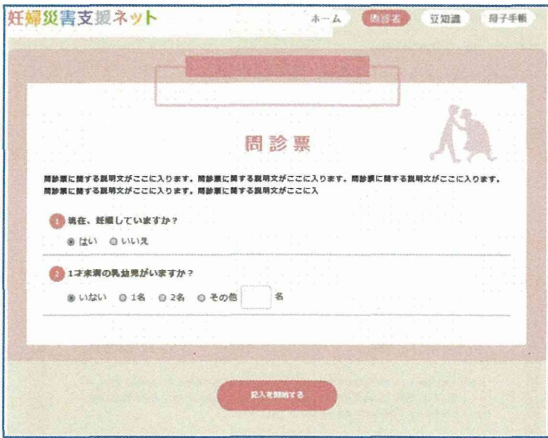 妊婦災害支援ネット
ホーム 問診表 豆知識 母子手帳
問診票
問診票に関する説明文がここに入ります。問診票に関する説明文がここに入ります。問診票に関する説明文がここに入ります。
問診票に関する説明文がここに入ります。問診票に関する説明文がここに入
1 現在、妊娠していますか？
はい いいえ
2 1才未満の乳幼児がいますか？
いない 1名 2名 その他 名
記入を開始する